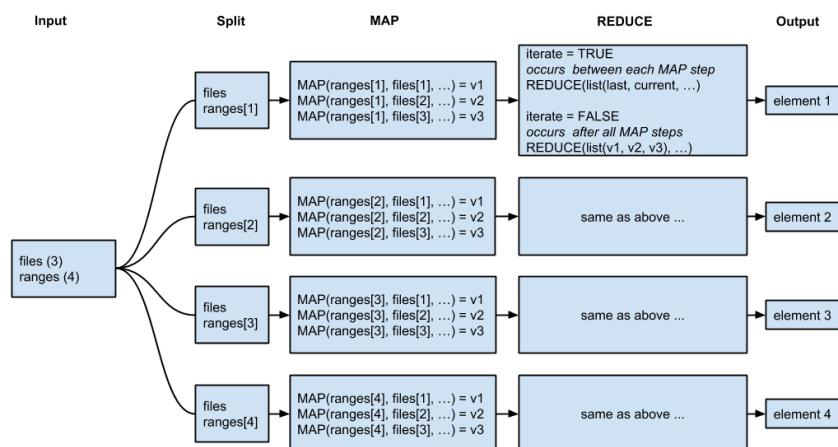 Input
Split
MAP
REDUCE
Output
files (3)
ranges (4)
files
ranges[1]
MAP(ranges[1], files[1], …) = v1
MAP(ranges[1], files[2], …) = v2
MAP(ranges[1], files[3], …) = v3
iterate = TRUE
occurs between each MAP step
REDUCE(list(last, current, …)
iterate = FALSE
occurs after all MAP steps
REDUCE(list(v1, v2, v3), …)
element 1
files
ranges[2]
MAP(ranges[2], files[1], …) = v1
MAP(ranges[2], files[2], …) = v2
MAP(ranges[2], files[3], …) = v3
same as above ...
element 2
files
ranges[3]
MAP(ranges[3], files[1], …) = v1
MAP(ranges[3], files[2], …) = v2
MAP(ranges[3], files[3], …) = v3
same as above ...
element 3
files
ranges[4]
MAP(ranges[4], files[1], …) = v1
MAP(ranges[4], files[2], …) = v2
MAP(ranges[4], files[3], …) = v3
same as above ...
element 4